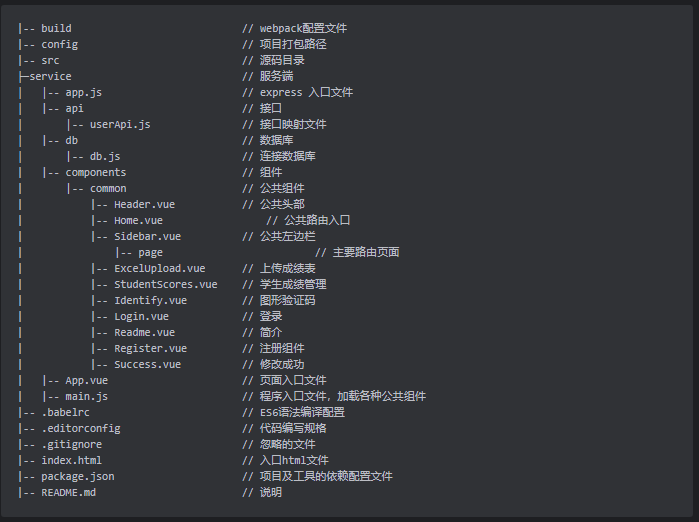 |-- build                            // webpack配置文件
|-- config                           // 项目打包路径
|-- src                              // 源码目录
├─service                            // 服务端
│   |-- app.js                       // express 入口文件
│   |-- api                          // 接口
│       |-- userApi.js               // 接口映射文件
│   |-- db                           // 数据库
│       |-- db.js                    // 连接数据库
│   |-- components                   // 组件
│       |-- common                   // 公共组件
│           |-- Header.vue           // 公共头部
│           |-- Home.vue                 // 公共路由入口
│           |-- Sidebar.vue          // 公共左边栏
│               |-- page                         // 主要路由页面
│           |-- ExcelUpload.vue      // 上传成绩表
│           |-- StudentScores.vue    // 学生成绩管理
│           |-- Identify.vue         // 图形验证码
│           |-- Login.vue            // 登录
│           |-- Readme.vue           // 简介
│           |-- Register.vue         // 注册组件
│           |-- Success.vue          // 修改成功
│   |-- App.vue                      // 页面入口文件
│   |-- main.js                      // 程序入口文件，加载各种公共组件
|-- .babelrc                         // ES6语法编译配置
|-- .editorconfig                    // 代码编写规格
|-- .gitignore                       // 忽略的文件
|-- index.html                       // 入口html文件
|-- package.json                     // 项目及工具的依赖配置文件
|-- README.md                        // 说明